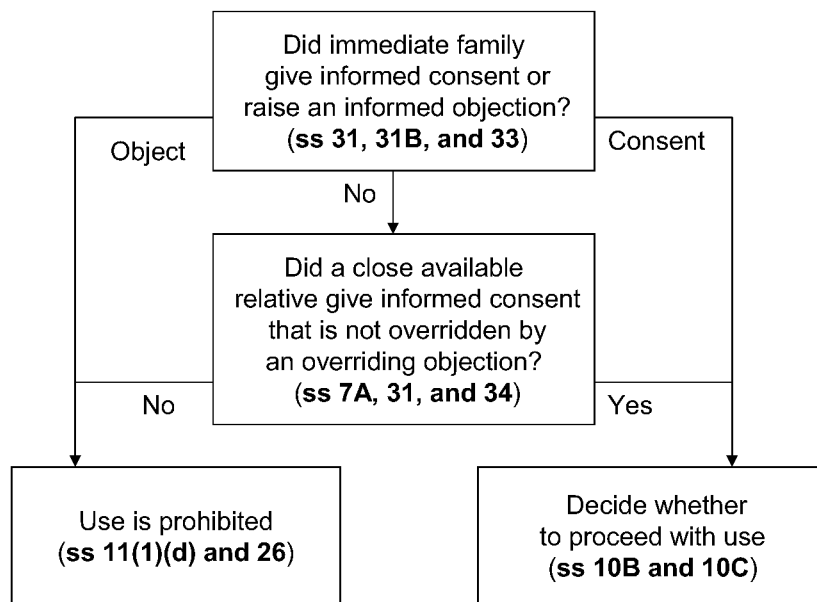 Did immediate family
give informed consent or
raise an informed objection?
(ss 31, 31B, and 33)
Object
Consent
No
Did a close available
relative give informed consent
that is not overridden by
an overriding objection?
(ss 7A, 31, and 34)
No
Yes
Use is prohibited
(ss 11(1)(d) and 26)
Decide whether
to proceed with use
(ss 10B and 10C)